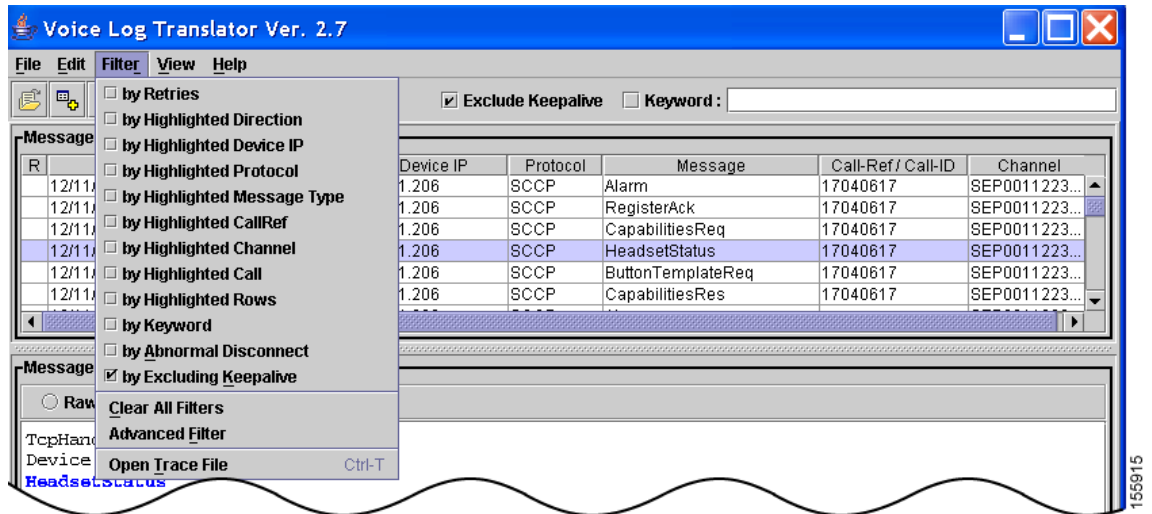 Voice Log Translator Ver. 2.7
File Edit Filter View Help
Exclude Keepalive Keyword :
by Retries
by Highlighted Direction
by Highlighted Device IP
by Highlighted Protocol
by Highlighted Message Type
by Highlighted CallRef
by Highlighted Channel
by Highlighted Call
by Highlighted Rows
by Keyword
by Abnormal Disconnect
by Excluding Keepalive
Clear All Filters
Advanced Filter
Open Trace File Ctrl-T
Message
R Device IP Protocol Message Call-Ref / Call-ID Channel
12/11/ 1.206 SCCP Alarm 17040617 SEP0011223...
12/11/ 1.206 SCCP RegisterAck 17040617 SEP0011223...
12/11/ 1.206 SCCP CapabilitiesReq 17040617 SEP0011223...
12/11/ 1.206 SCCP HeadsetStatus 17040617 SEP0011223...
12/11/ 1.206 SCCP ButtonTemplateReq 17040617 SEP0011223...
12/11/ 1.206 SCCP CapabilitiesRes 17040617 SEP0011223...
Message
Raw
TcpHand
Device
HeadsetStatus
155915